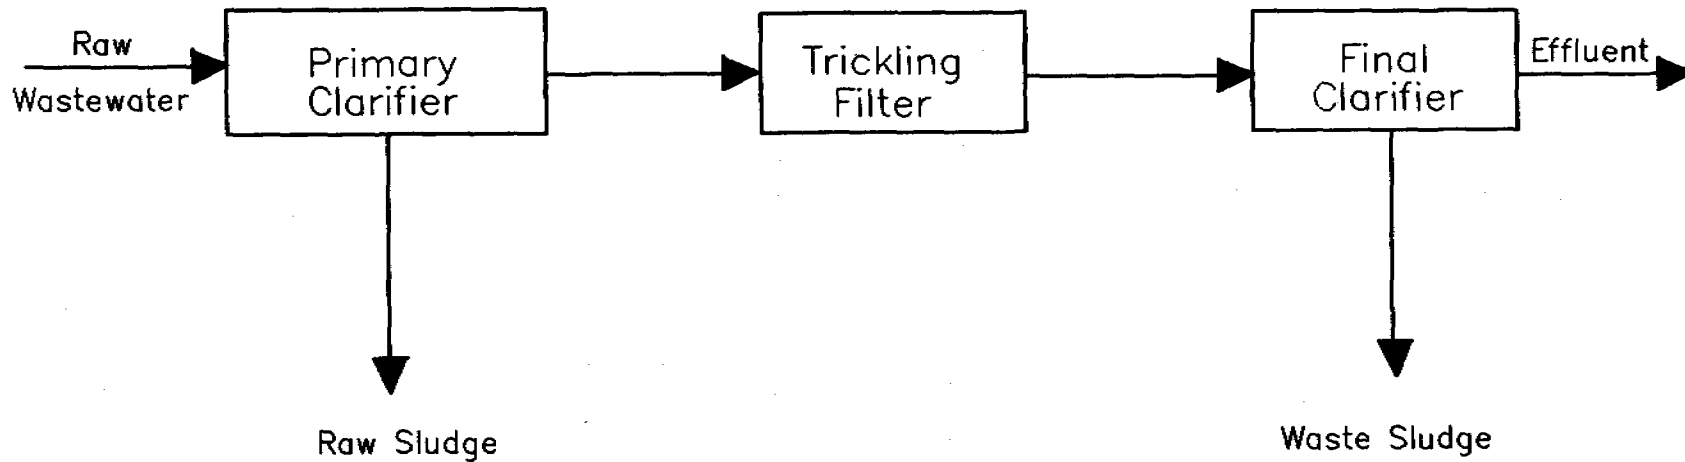 Raw
Wastewater
Primary
Clarifier
Trickling
Filter
Final
Clarifier
Effluent
Raw Sludge
Waste Sludge